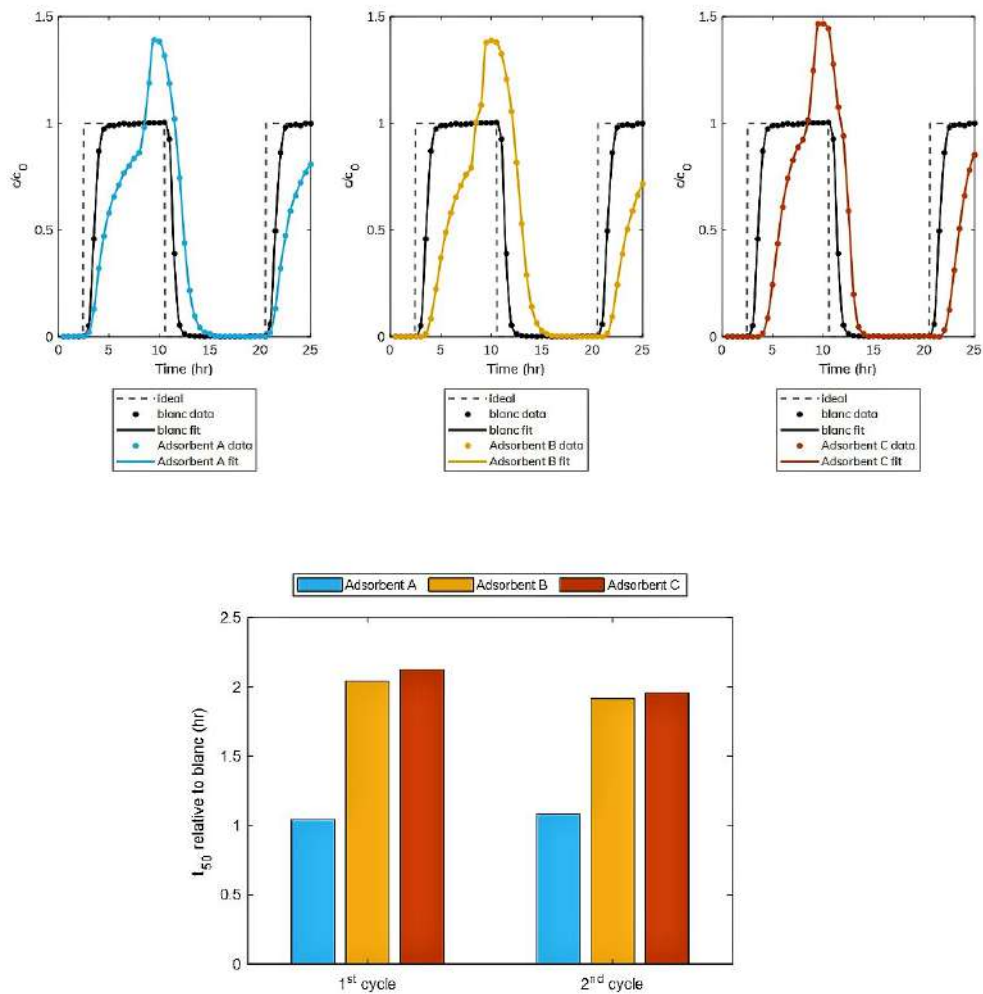 1.5
1
0.5
0
c/c0
0 5 10 15 20 25
Time (hr)
ideal
blanc data
blanc fit
Adsorbent A data
Adsorbent A fit
1.5
1
0.5
0
c/c0
0 5 10 15 20 25
Time (hr)
ideal
blanc data
blanc fit
Adsorbent B data
Adsorbent B fit
1.5
1
0.5
0
c/c0
0 5 10 15 20 25
Time (hr)
ideal
blanc data
blanc fit
Adsorbent C data
Adsorbent C fit
Adsorbent A Adsorbent B Adsorbent C
2.5
2
1.5
1
0.5
0
t50 relative to blanc (hr)
1st cycle 2nd cycle